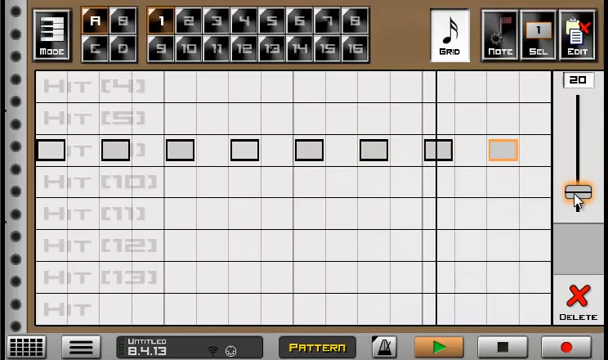 MODE
A B
C D
1 2 3 4 5 6 7 8
9 10 11 12 13 14 15 16
GRID
NOTE
1
SEL
EDIT
20
HIT [4]
HIT [5]
HIT [10]
HIT [11]
HIT [12]
HIT [13]
HIT
DELETE
UNTITLED
8.4.13
PATTERN